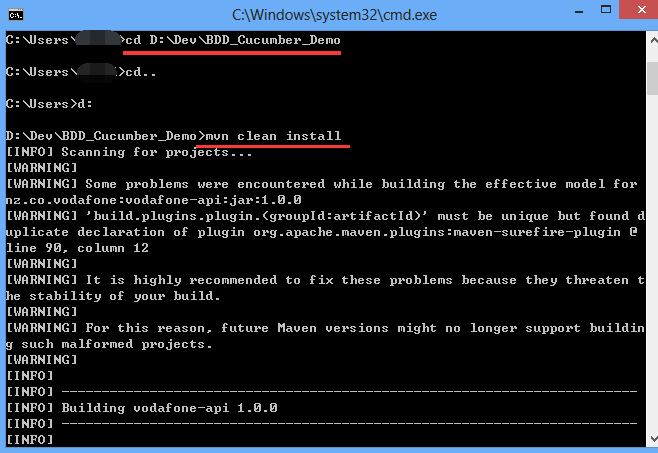 C:\Windows\system32\cmd.exe
C:\Users\ >cd D:\Dev\BDD_Cucumber_Demo
C:\Users\ >cd..
C:\Users>d:
D:\Dev\BDD_Cucumber_Demo>mvn clean install
[INFO] Scanning for projects...
[WARNING]
[WARNING] Some problems were encountered while building the effective model for
nz.co.vodafone:vodafone-api:jar:1.0.0
[WARNING] 'build.plugins.plugin.(groupId:artifactId)' must be unique but found d
uplicate declaration of plugin org.apache.maven.plugins:maven-surefire-plugin @
line 90, column 12
[WARNING]
[WARNING] It is highly recommended to fix these problems because they threaten t
he stability of your build.
[WARNING]
[WARNING] For this reason, future Maven versions might no longer support buildin
g such malformed projects.
[WARNING]
[INFO]
[INFO] ------------------------------------------------------------------------
[INFO] Building vodafone-api 1.0.0
[INFO] ------------------------------------------------------------------------
[INFO]